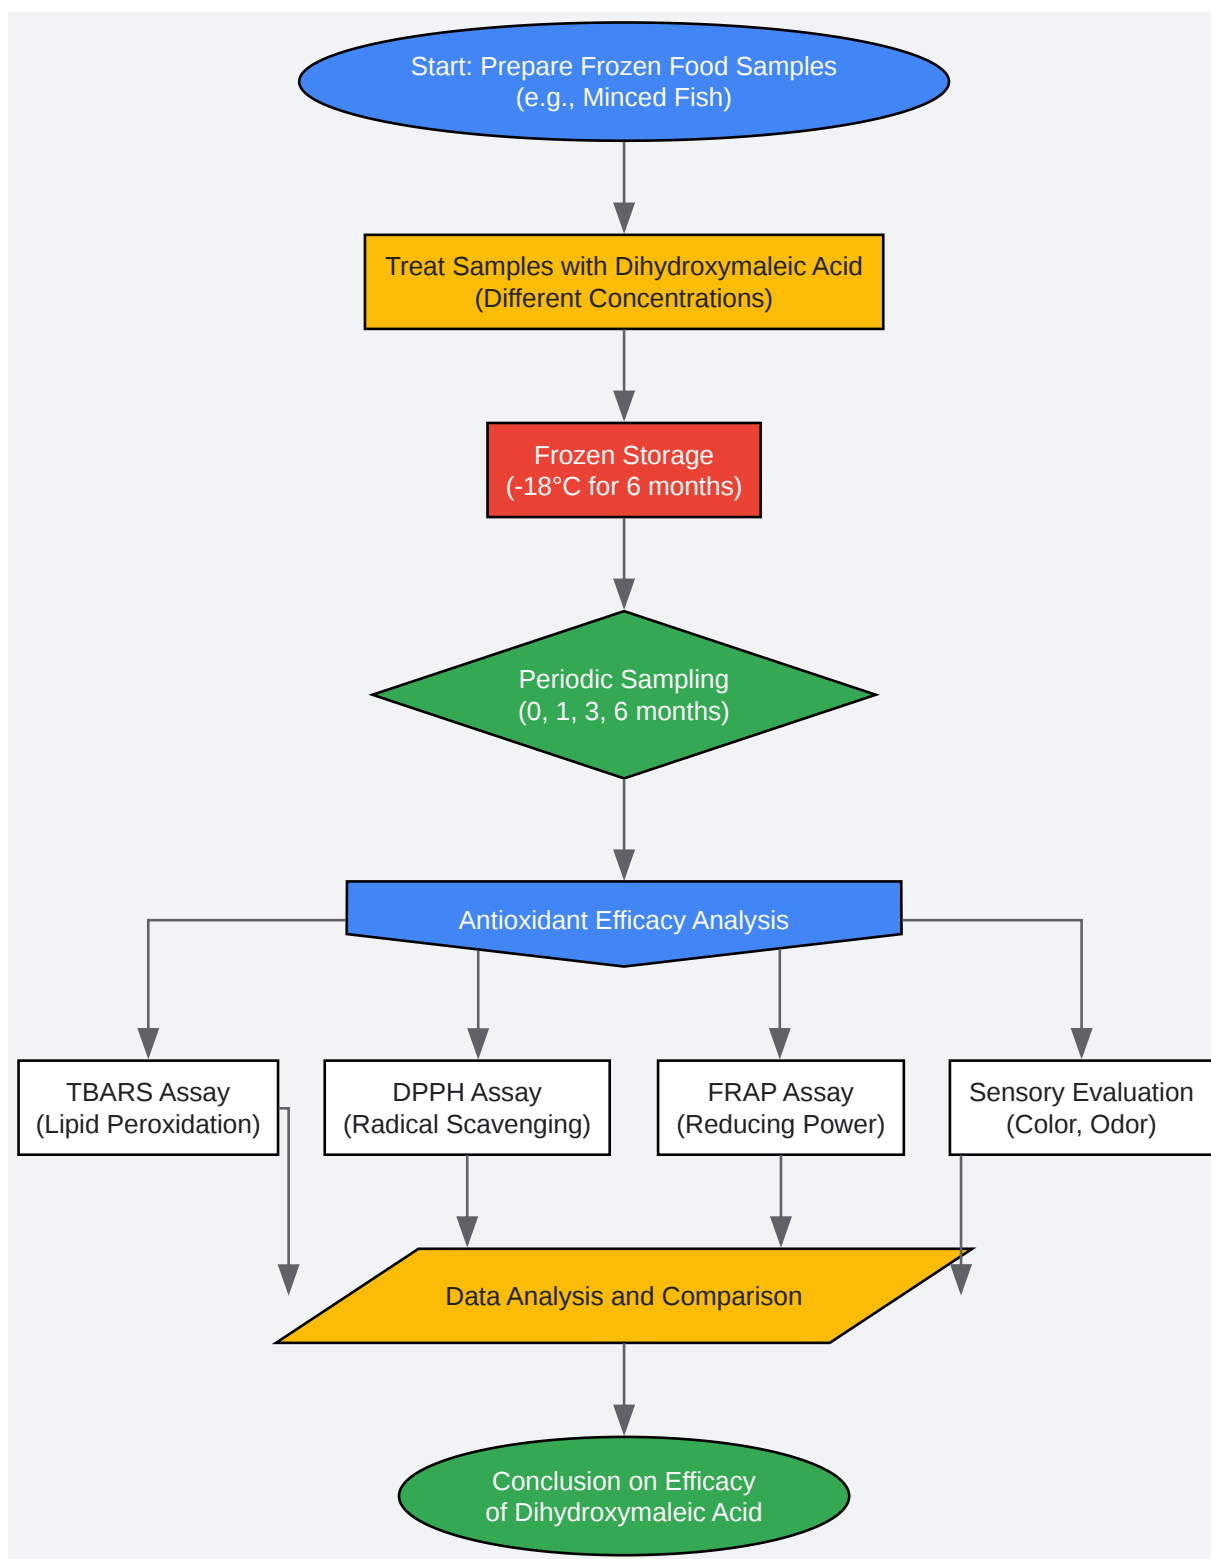 Start: Prepare Frozen Food Samples
(e.g., Minced Fish)
Treat Samples with Dihydroxymaleic Acid
(Different Concentrations)
Frozen Storage
(-18°C for 6 months)
Periodic Sampling
(0, 1, 3, 6 months)
Antioxidant Efficacy Analysis
TBARS Assay
(Lipid Peroxidation)
DPPH Assay
(Radical Scavenging)
FRAP Assay
(Reducing Power)
Sensory Evaluation
(Color, Odor)
Data Analysis and Comparison
Conclusion on Efficacy
of Dihydroxymaleic Acid